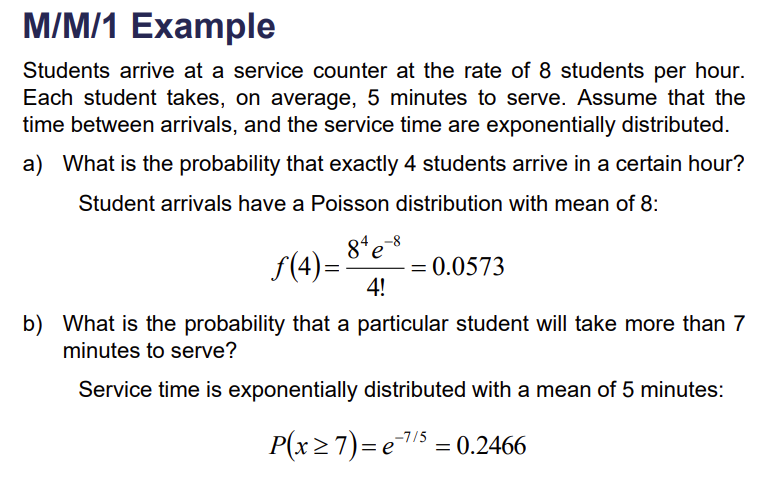 M/M/1 Example
Students arrive at a service counter at the rate of 8 students per hour.
Each student takes, on average, 5 minutes to serve. Assume that the
time between arrivals, and the service time are exponentially distributed.
a) What is the probability that exactly 4 students arrive in a certain hour?
Student arrivals have a Poisson distribution with mean of 8:
f(4) = 8⁴e⁻⁸ / 4! = 0.0573
b) What is the probability that a particular student will take more than 7
minutes to serve?
Service time is exponentially distributed with a mean of 5 minutes:
P(x ≥ 7) = e^(−7/5) = 0.2466